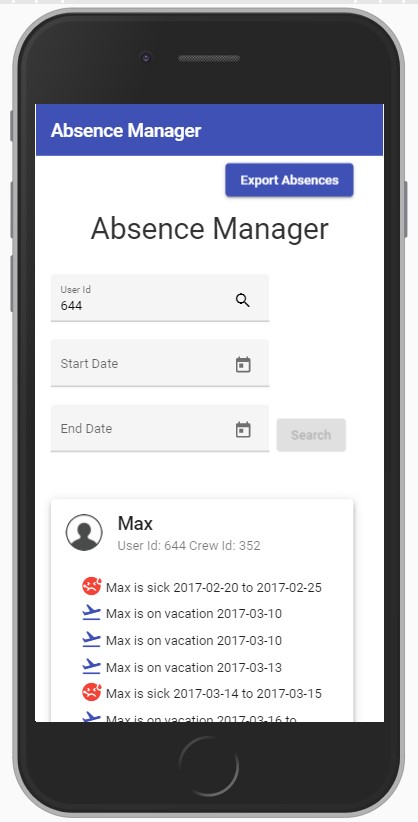 Absence Manager
Export Absences
Absence Manager
User Id
644
Start Date
End Date
Search
Max
User Id: 644 Crew Id: 352
Max is sick 2017-02-20 to 2017-02-25
Max is on vacation 2017-03-10
Max is on vacation 2017-03-10
Max is on vacation 2017-03-13
Max is sick 2017-03-14 to 2017-03-15
Max is on vacation 2017-03-16 to